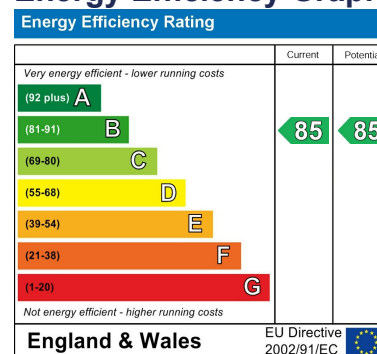 Energy Efficiency Rating
Current Potential
Very energy efficient - lower running costs
(92 plus) A
(81-91) B
85 85
(69-80) C
(55-68) D
(39-54) E
(21-38) F
(1-20) G
Not energy efficient - higher running costs
England & Wales
EU Directive
2002/91/EC